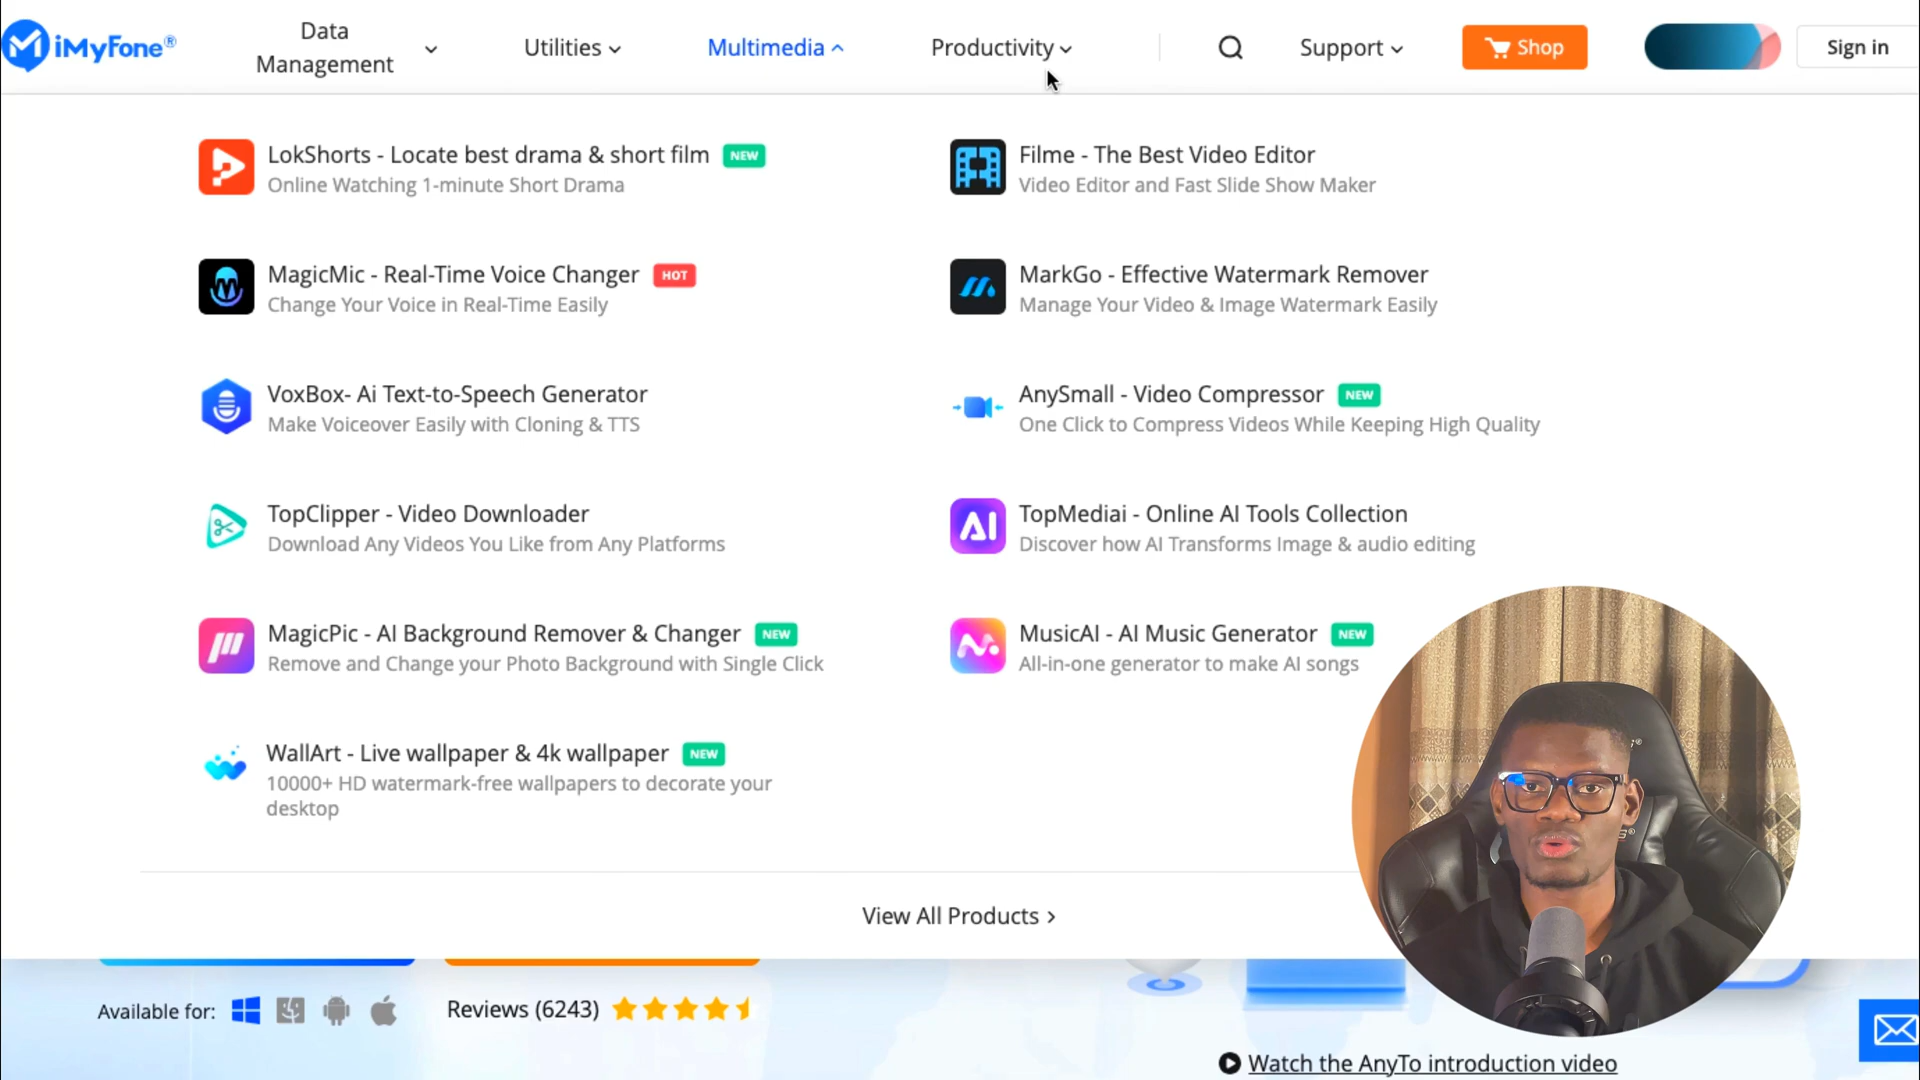 iMyFone®
Data
Management
Utilities
Multimedia
Productivity
Support
Shop
Sign in
LokShorts - Locate best drama & short film NEW
Online Watching 1-minute Short Drama
Filme - The Best Video Editor
Video Editor and Fast Slide Show Maker
MagicMic - Real-Time Voice Changer HOT
Change Your Voice in Real-Time Easily
MarkGo - Effective Watermark Remover
Manage Your Video & Image Watermark Easily
VoxBox- Ai Text-to-Speech Generator
Make Voiceover Easily with Cloning & TTS
AnySmall - Video Compressor NEW
One Click to Compress Videos While Keeping High Quality
TopClipper - Video Downloader
Download Any Videos You Like from Any Platforms
AI
TopMediai - Online AI Tools Collection
Discover how AI Transforms Image & audio editing
MagicPic - AI Background Remover & Changer NEW
Remove and Change your Photo Background with Single Click
MusicAI - AI Music Generator NEW
All-in-one generator to make AI songs
WallArt - Live wallpaper & 4k wallpaper NEW
10000+ HD watermark-free wallpapers to decorate your
desktop
View All Products >
Available for:
Reviews (6243)
Watch the AnyTo introduction video